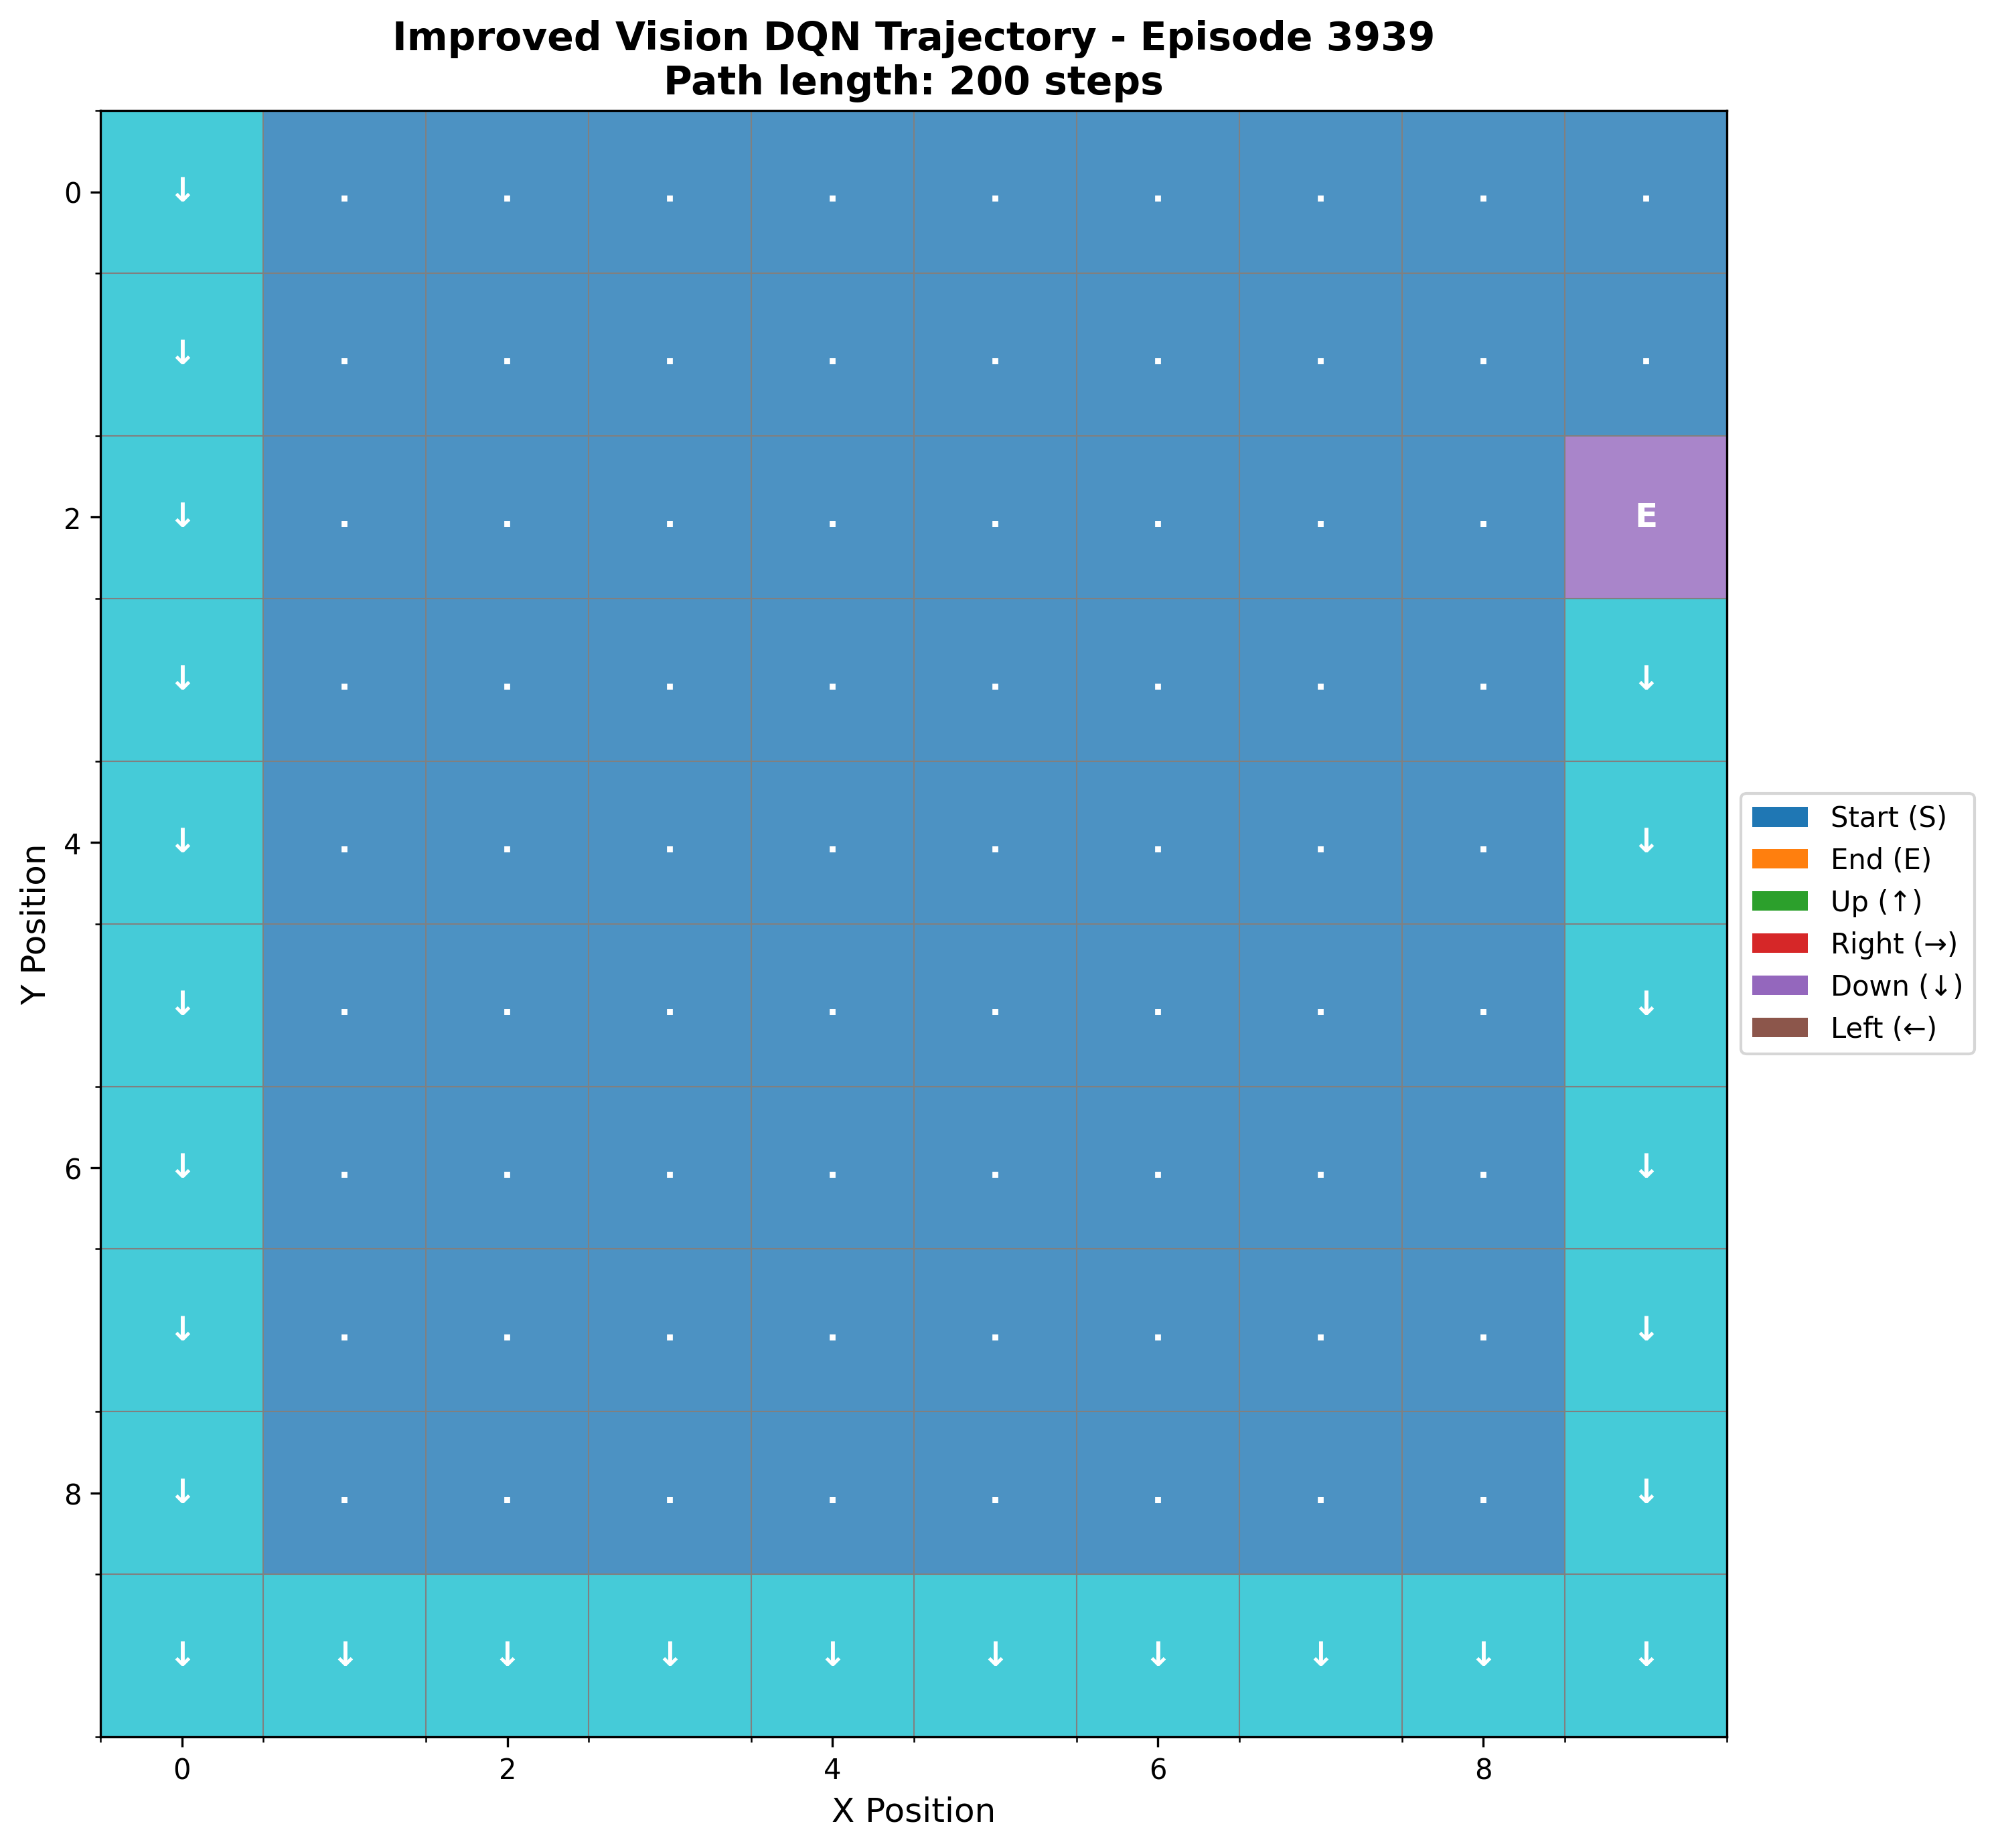 Improved Vision DQN Trajectory - Episode 3939
Path length: 200 steps
0 ↓ . . . . . . . . .
↓ . . . . . . . . .
2 ↓ . . . . . . . . E
↓ . . . . . . . . ↓
4 ↓ . . . . . . . . ↓
↓ . . . . . . . . ↓
6 ↓ . . . . . . . . ↓
↓ . . . . . . . . ↓
8 ↓ . . . . . . . . ↓
↓ ↓ ↓ ↓ ↓ ↓ ↓ ↓ ↓ ↓
0 2 4 6 8
X Position
Y Position
Start (S)
End (E)
Up (↑)
Right (→)
Down (↓)
Left (←)